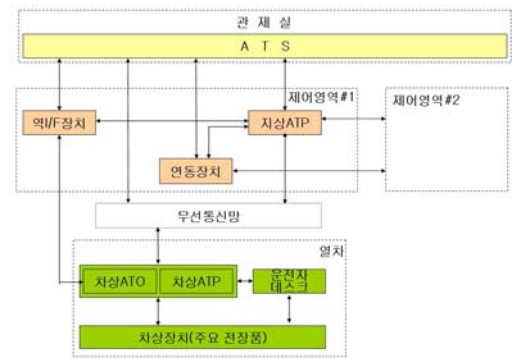 관 제 실
A T S
제어영역#1
제어영역#2
역I/F장치
지상ATP
연동장치
무선통신망
열차
차상ATO
차상ATP
운전자
데스크
차상장치(주요 전장품)